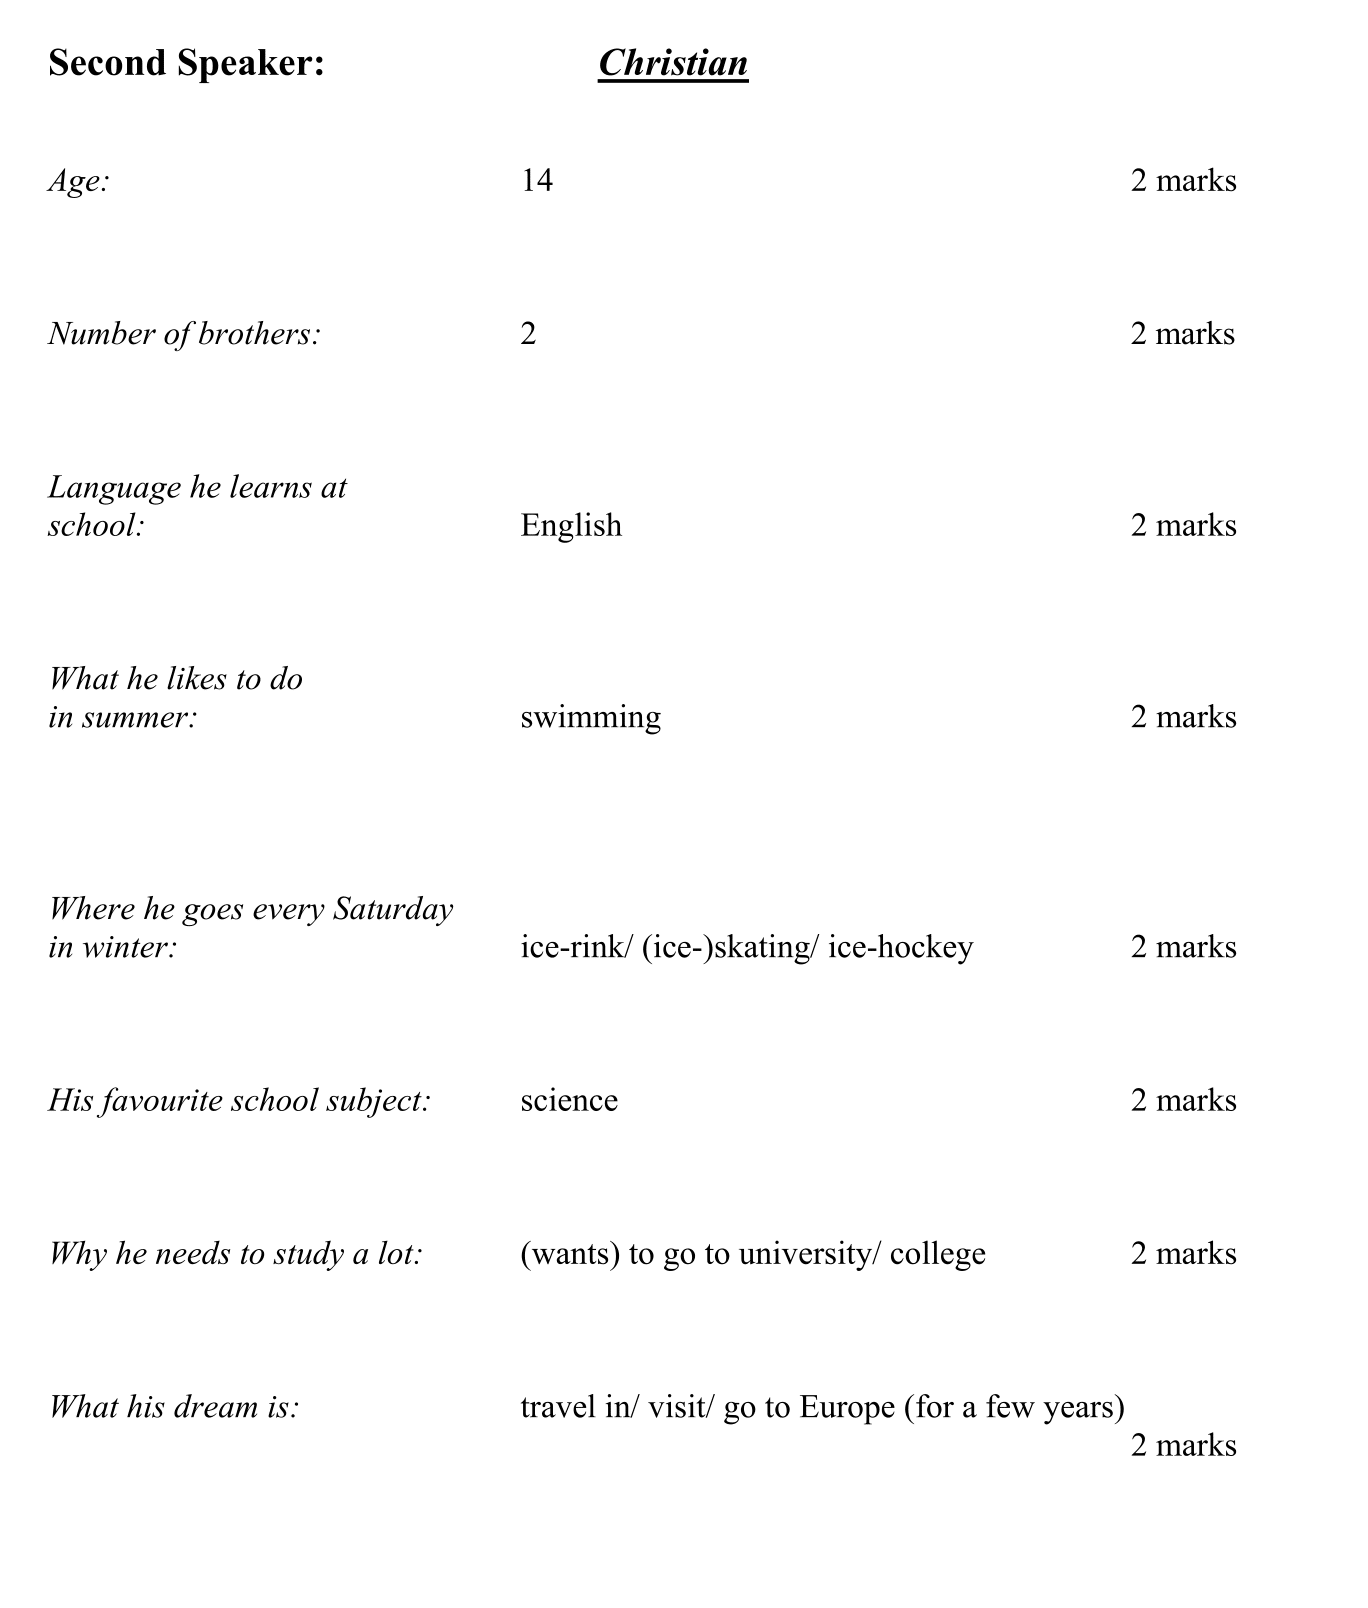 Second Speaker: Christian
Age: 14 2 marks
Number of brothers: 2 2 marks
Language he learns at
school: English 2 marks
What he likes to do
in summer: swimming 2 marks
Where he goes every Saturday
in winter: ice-rink/ (ice-)skating/ ice-hockey 2 marks
His favourite school subject: science 2 marks
Why he needs to study a lot: (wants) to go to university/ college 2 marks
What his dream is: travel in/ visit/ go to Europe (for a few years)
2 marks